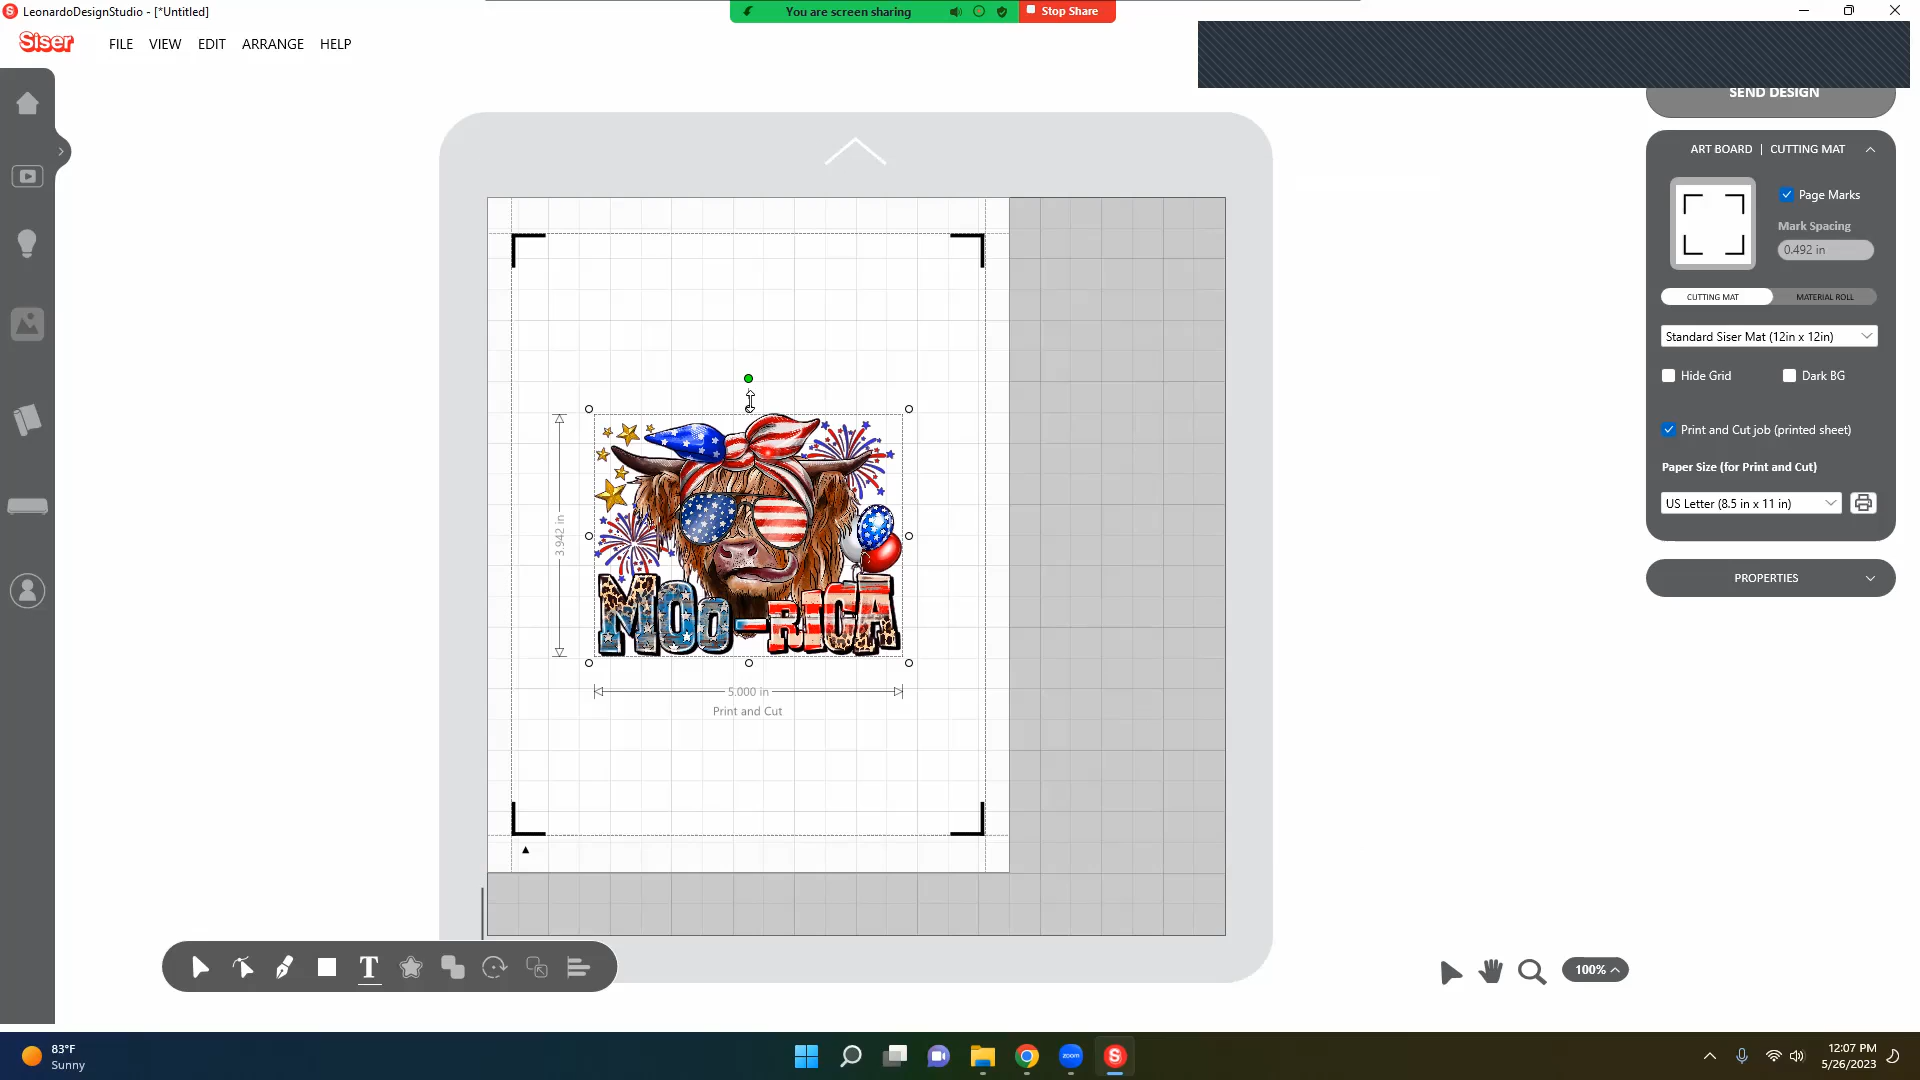 LeonardoDesignStudio - [*Untitled]
You are screen sharing
Stop Share
Siser
FILE VIEW EDIT ARRANGE HELP
SEND DESIGN
ART BOARD | CUTTING MAT
Page Marks
Mark Spacing
0.492 in
CUTTING MAT
MATERIAL ROLL
Standard Siser Mat (12in x 12in)
Hide Grid
Dark BG
Print and Cut job (printed sheet)
Paper Size (for Print and Cut)
US Letter (8.5 in x 11 in)
PROPERTIES
3.942 in
MOO-RICA
5.000 in
Print and Cut
T
100%
83°F
Sunny
zoom
S
12:07 PM
5/26/2023